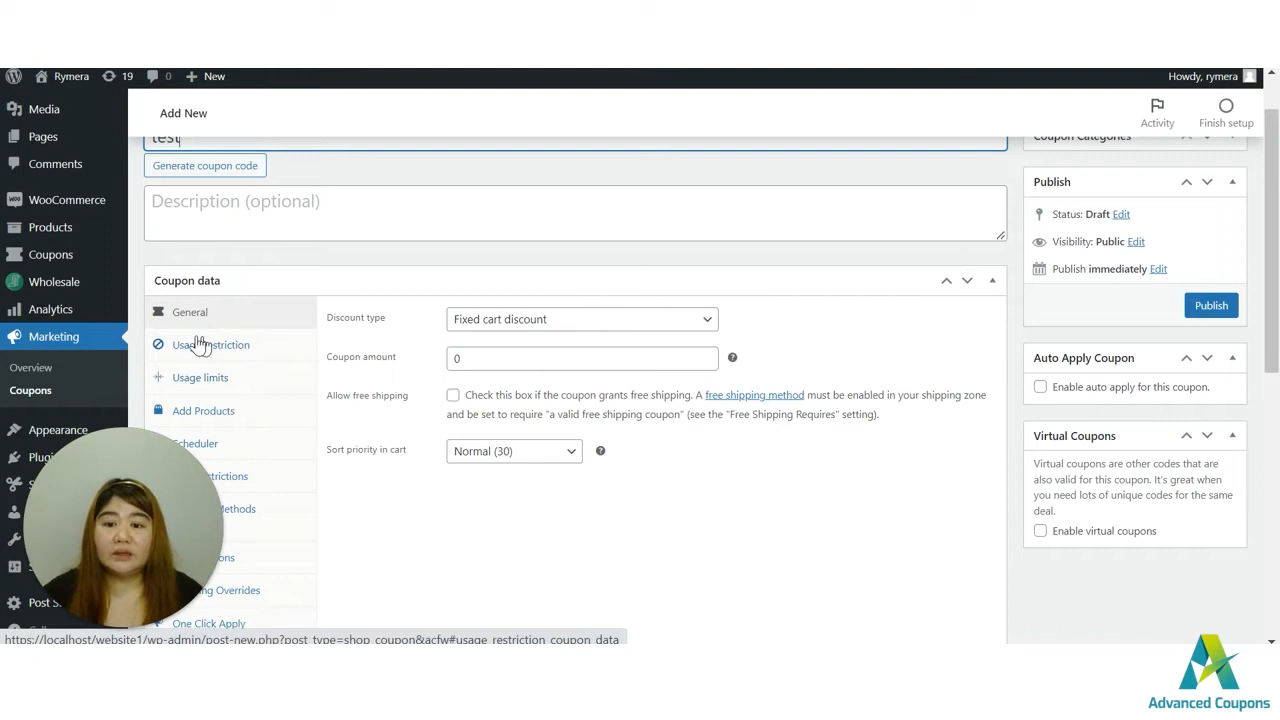 Rymera 19 0 New Howdy, rymera
Add New
Activity
Finish setup
Media
Pages
Comments
WooCommerce
Products
Coupons
Wholesale
Analytics
Marketing
Overview
Coupons
Appearance
test
Generate coupon code
Description (optional)
Coupon data
General
Usage restriction
Usage limits
Add Products
Scheduler
One Click Apply
Discount type Fixed cart discount
Coupon amount 0
Allow free shipping Check this box if the coupon grants free shipping. A free shipping method must be enabled in your shipping zone
and be set to require "a valid free shipping coupon" (see the "Free Shipping Requires" setting).
Sort priority in cart Normal (30)
Coupon Categories
Publish
Status: Draft Edit
Visibility: Public Edit
Publish immediately Edit
Publish
Auto Apply Coupon
Enable auto apply for this coupon.
Virtual Coupons
Virtual coupons are other codes that are
also valid for this coupon. It's great when
you need lots of unique codes for the same
deal.
Enable virtual coupons
https://localhost/website1/wp-admin/post-new.php?post_type=shop_coupon&acfw#usage_restriction_coupon_data
Advanced Coupons